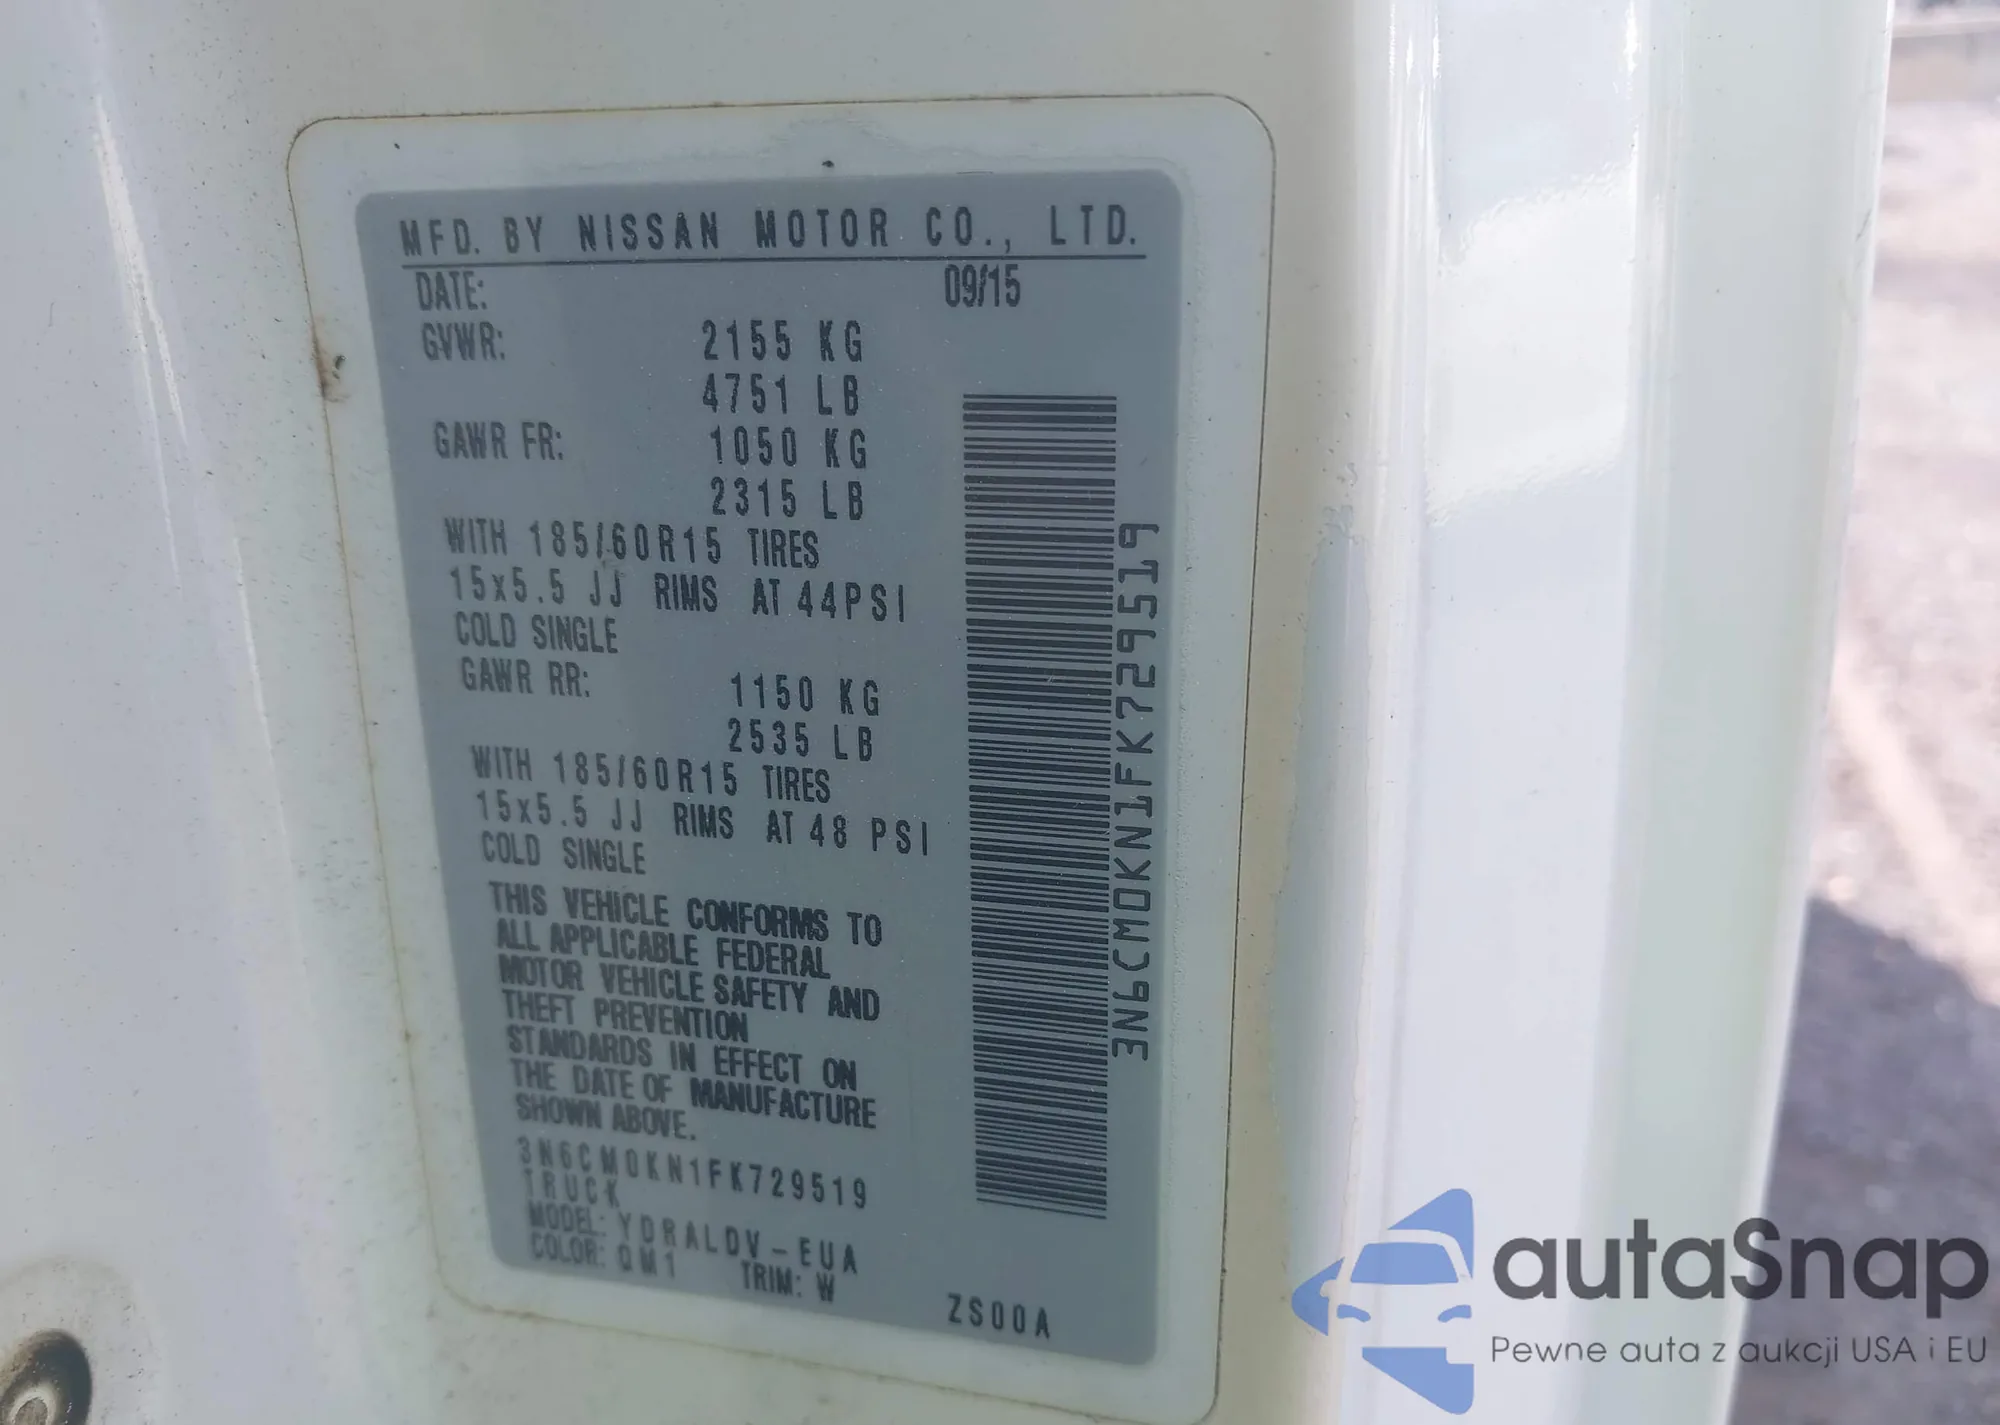 MFD. BY NISSAN MOTOR CO., LTD.
DATE: 09/15
GVWR: 2155 KG
4751 LB
GAWR FR: 1050 KG
2315 LB
WITH 185/60R15 TIRES
15x5.5 JJ RIMS AT 44PSI
COLD SINGLE
GAWR RR: 1150 KG
2535 LB
WITH 185/60R15 TIRES
15x5.5 JJ RIMS AT 48 PSI
COLD SINGLE
THIS VEHICLE CONFORMS TO
ALL APPLICABLE FEDERAL
MOTOR VEHICLE SAFETY AND
THEFT PREVENTION
STANDARDS IN EFFECT ON
THE DATE OF MANUFACTURE
SHOWN ABOVE.
3N6CM0KN1FK729519
TRUCK
MODEL: YDRALDV-EUA
COLOR: QM1 TRIM: W
ZS00A
3N6CM0KN1FK729519
autaSnap
Pewne auta z aukcji USA i EU